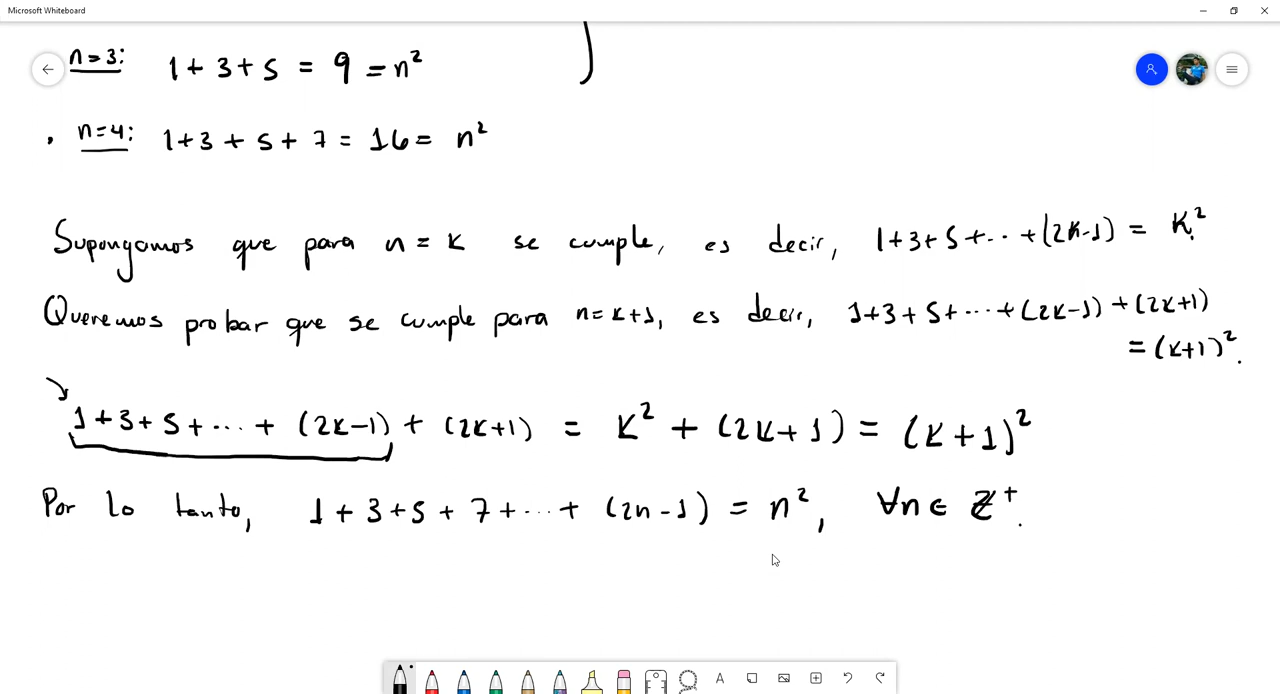 Microsoft Whiteboard
n=3: 1+3+5 = 9 = n²
· n=4: 1+3+5+7 = 16 = n²
Supongamos que para n = k se cumple, es decir, 1+3+5+...+(2k-1) = k².
Queremos probar que se cumple para n=k+1, es decir, 1+3+5+...+(2k-1)+(2k+1)
= (k+1)².
1+3+5+...+(2k-1)+(2k+1) = k²+(2k+1) = (k+1)²
Por lo tanto, 1+3+5+7+...+(2n-1) = n², ∀n∈ℤ⁺.